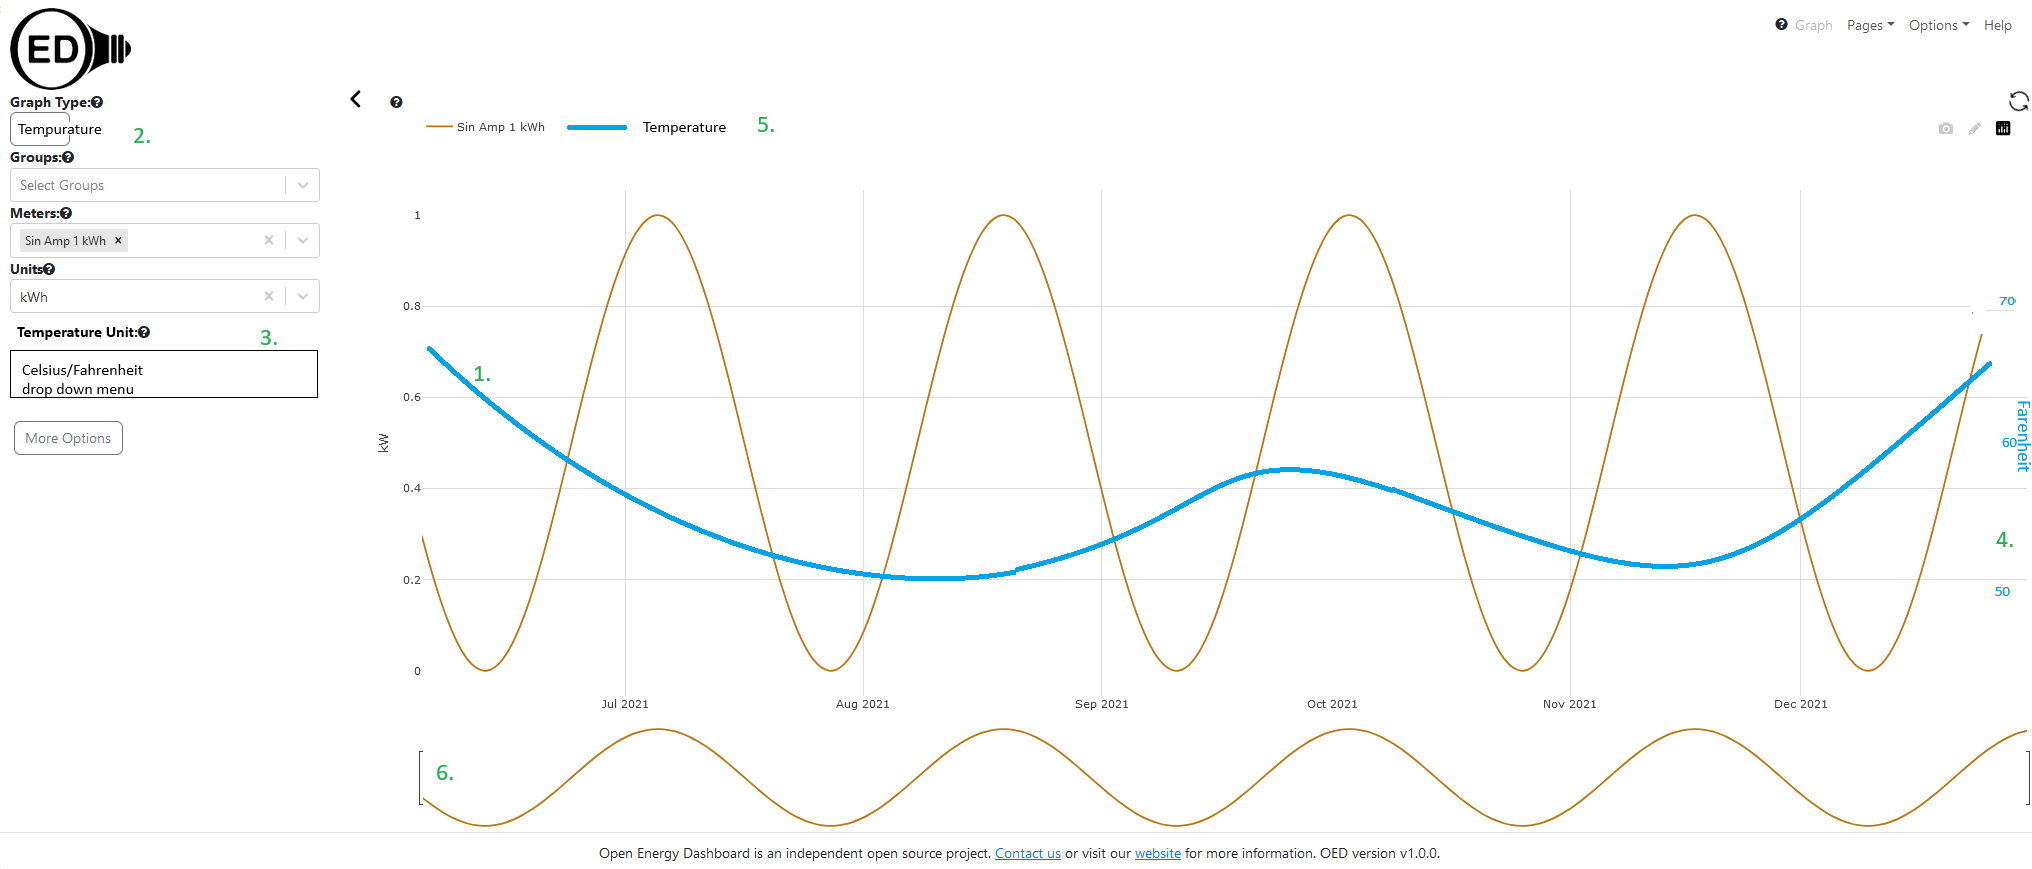 ED
Graph Pages Options Help
Graph Type:
Tempurature
2.
Groups:
Select Groups
Meters:
Sin Amp 1 kWh ×
Units
kWh
Temperature Unit:
3.
Celsius/Fahrenheit
drop down menu
More Options
Sin Amp 1 kWh Temperature 5.
1
0.8
0.6
0.4
0.2
0
kW
1.
70
60
50
Farenheit
4.
Jul 2021 Aug 2021 Sep 2021 Oct 2021 Nov 2021 Dec 2021
6.
Open Energy Dashboard is an independent open source project. Contact us or visit our website for more information. OED version v1.0.0.